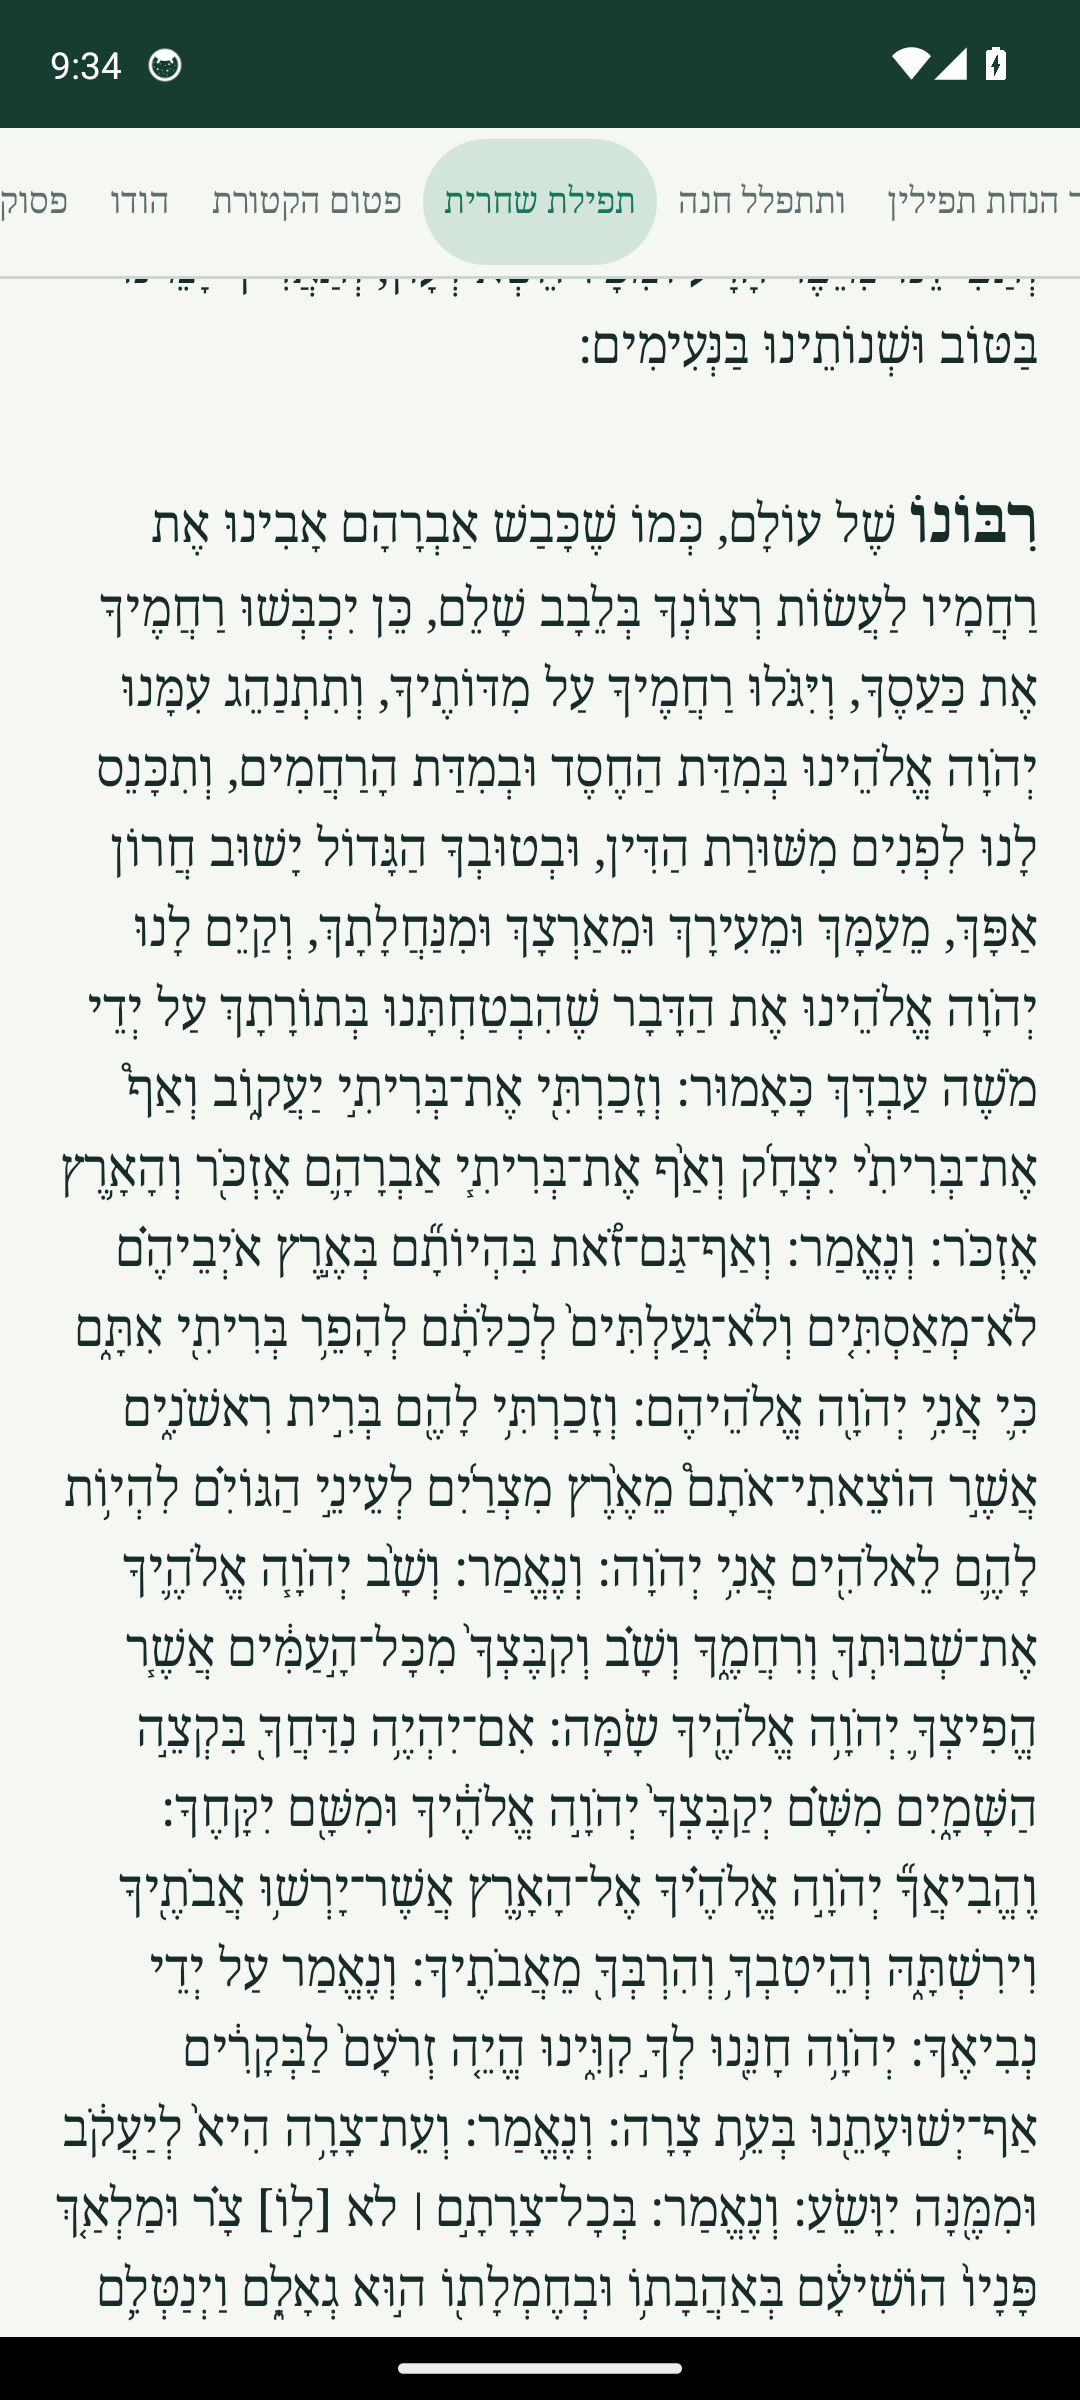 9:34
ר הנחת תפילין ותתפלל חנה תפילת שחרית פטום הקטורת הודו פסוק
בַּטּוֹב וּשְׁנוֹתֵינוּ בַּנְּעִימִים:
רִבּוֹנוֹ שֶׁל עוֹלָם, כְּמוֹ שֶׁכָּבַשׁ אַבְרָהָם אָבִינוּ אֶת
רַחֲמָיו לַעֲשׂוֹת רְצוֹנְךָ בְּלֵבָב שָׁלֵם, כֵּן יִכְבְּשׁוּ רַחֲמֶיךָ
אֶת כַּעַסֶךָ, וְיִּגֹּלוּ רַחֲמֶיךָ עַל מִדּוֹתֶיךָ, וְתִתְנַהֵג עִמָּנוּ
יְהֹוָה אֱלֹהֵינוּ בְּמִדַּת הַחֶסֶד וּבְמִדַּת הָרַחֲמִים, וְתִכָּנֵס
לָנוּ לִפְנִים מִשּׁוּרַת הַדִּין, וּבְטוּבְךָ הַגָּדוֹל יָשׁוּב חֲרוֹן
אַפָּךְ, מֵעַמָּךְ וּמֵעִירָךְ וּמֵאַרְצָךְ וּמִנַּחֲלָתָךְ, וְקַיֵּם לָנוּ
יְהֹוָה אֱלֹהֵינוּ אֶת הַדָּבָר שֶׁהִבְטַחְתָּנוּ בְּתוֹרָתָךְ עַל יְדֵי
מֹשֶׁה עַבְדָּךְ כָּאָמוּר: וְזָכַרְתִּ֖י אֶת־בְּרִיתִ֣י יַעֲק֑וֹב וְאַף֩
אֶת־בְּרִיתִ֨י יִצְחָ֜ק וְאַ֨ף אֶת־בְּרִיתִ֧י אַבְרָהָ֛ם אֶזְכֹּ֖ר וְהָאָ֥רֶץ
אֶזְכֹּר: וְנֶאֱמַר: וְאַף־גַּם־זֹ֠את בִּהְיוֹתָ֞ם בְּאֶ֣רֶץ אֹיְבֵיהֶ֗ם
לֹא־מְאַסְתִּ֤ים וְלֹא־גְעַלְתִּים֙ לְכַלֹּתָ֔ם לְהָפֵ֥ר בְּרִיתִ֖י אִתָּ֑ם
כִּ֛י אֲנִ֥י יְהֹוָ֖ה אֱלֹהֵיהֶם: וְזָכַרְתִּ֥י לָהֶ֖ם בְּרִ֣ית רִאשֹׁנִ֑ים
אֲשֶׁ֣ר הוֹצֵאתִי־אֹתָם֩ מֵאֶ֨רֶץ מִצְרַ֜יִם לְעֵינֵ֣י הַגּוֹיִ֗ם לִהְי֥וֹת
לָהֶ֛ם לֵאלֹהִ֖ים אֲנִ֥י יְהֹוָה: וְנֶאֱמַר: וְשָׁ֨ב יְהֹוָ֧ה אֱלֹהֶ֛יךָ
אֶת־שְׁבוּתְךָ֖ וְרִחֲמֶ֑ךָ וְשָׁ֗ב וְקִבֶּצְךָ֙ מִכָּל־הָ֣עַמִּ֔ים אֲשֶׁ֧ר
הֱפִיצְךָ֛ יְהֹוָ֥ה אֱלֹהֶ֖יךָ שָׁמָּה: אִם־יִהְיֶ֥ה נִדַּחֲךָ֖ בִּקְצֵ֣ה
הַשָּׁמָ֑יִם מִשָּׁ֗ם יְקַבֶּצְךָ֙ יְהֹוָ֣ה אֱלֹהֶ֔יךָ וּמִשָּׁ֖ם יִקָּחֶךָ:
וֶהֱבִיאֲךָ֞ יְהֹוָ֣ה אֱלֹהֶ֗יךָ אֶל־הָאָ֛רֶץ אֲשֶׁר־יָרְשׁ֥וּ אֲבֹתֶ֖יךָ
וִירִשְׁתָּ֑הּ וְהֵיטִבְךָ֥ וְהִרְבְּךָ֖ מֵאֲבֹתֶיךָ: וְנֶאֱמַר עַל יְדֵי
נְבִיאֶךָ: יְהֹוָ֥ה חָנֵּ֖נוּ לְךָ֣ קִוִּ֑ינוּ הֱיֵ֤ה זְרֹעָם֙ לַבְּקָרִ֔ים
אַף־יְשׁוּעָתֵ֖נוּ בְּעֵ֥ת צָרָה: וְנֶאֱמַר: וְעֵת־צָרָ֥ה הִיא֙ לְיַעֲקֹ֔ב
וּמִמֶּ֖נָּה יִוָּשֵׁעַ: וְנֶאֱמַר: בְּכָל־צָרָתָ֣ם ׀ לֹא [ל֣וֹ] צָ֗ר וּמַלְאַ֤ךְ
פָּנָיו֙ הוֹשִׁיעָ֔ם בְּאַהֲבָת֥וֹ וּבְחֶמְלָת֖וֹ ה֣וּא גְאָלָ֑ם וַיְנַטְּלֵ֥ם